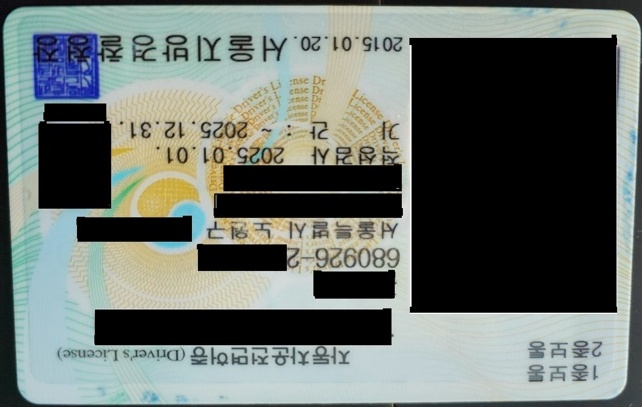 1종보통
2종보통
자동차운전면허증 (Driver's License)
680926-2
서울특별시 노원구
적성검사 2025.01.01.
기 간 : ~ 2025.12.31.
2015.01.20. 서울지방경찰청장